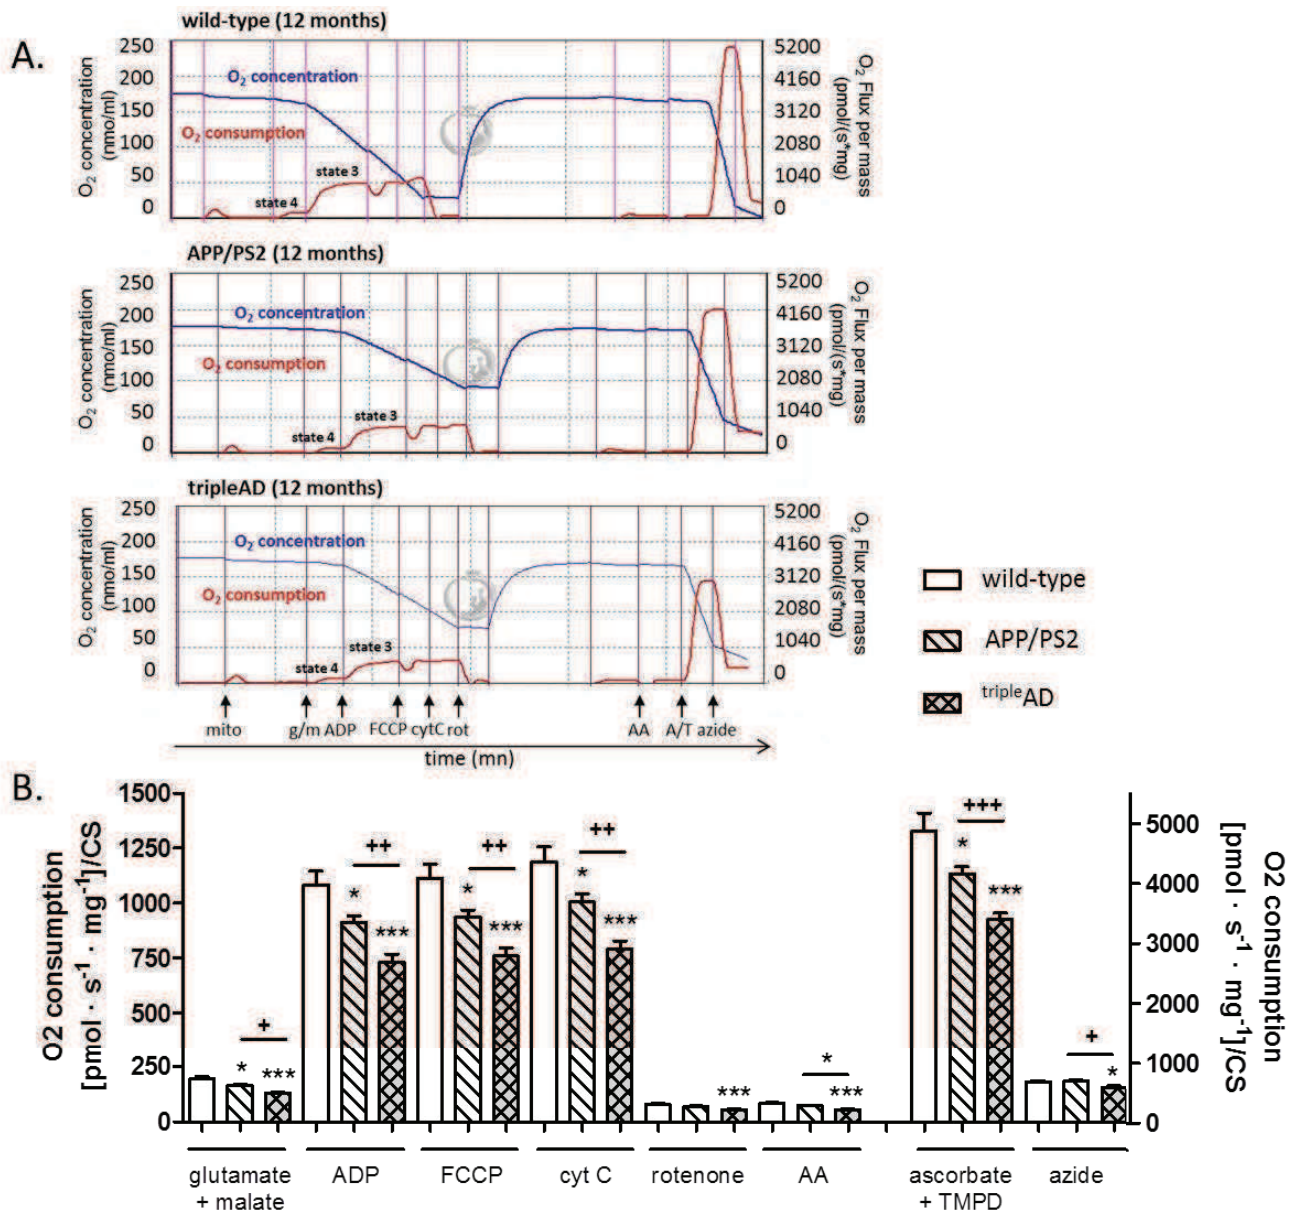 A.
wild-type (12 months)
O2 concentration
(nmo/ml)
250
200
150
100
50
0
O2 concentration
O2 consumption
state 4
state 3
5200
4160
3120
2080
1040
0
O2 Flux per mass
(pmol/(s*mg)
APP/PS2 (12 months)
O2 concentration
(nmo/ml)
250
200
150
100
50
0
O2 concentration
O2 consumption
state 4
state 3
5200
4160
3120
2080
1040
0
O2 Flux per mass
(pmol/(s*mg)
tripleAD (12 months)
O2 concentration
(nmo/ml)
250
200
150
100
50
0
O2 concentration
O2 consumption
state 4
state 3
5200
4160
3120
2080
1040
0
O2 Flux per mass
(pmol/(s*mg)
mito g/m ADP FCCP cytC rot AA A/T azide
time (mn)
wild-type
APP/PS2
tripleAD
B.
O2 consumption
[pmol · s-1 · mg-1]/CS
1500
1250
1000
750
500
250
0
+
* ***
++
*
***
++
*
***
++
*
***
***
*
***
+++
*
***
+
*
5000
4000
3000
2000
1000
0
O2 consumption
[pmol · s-1 · mg-1]/CS
glutamate
+ malate
ADP
FCCP
cyt C
rotenone
AA
ascorbate
+ TMPD
azide